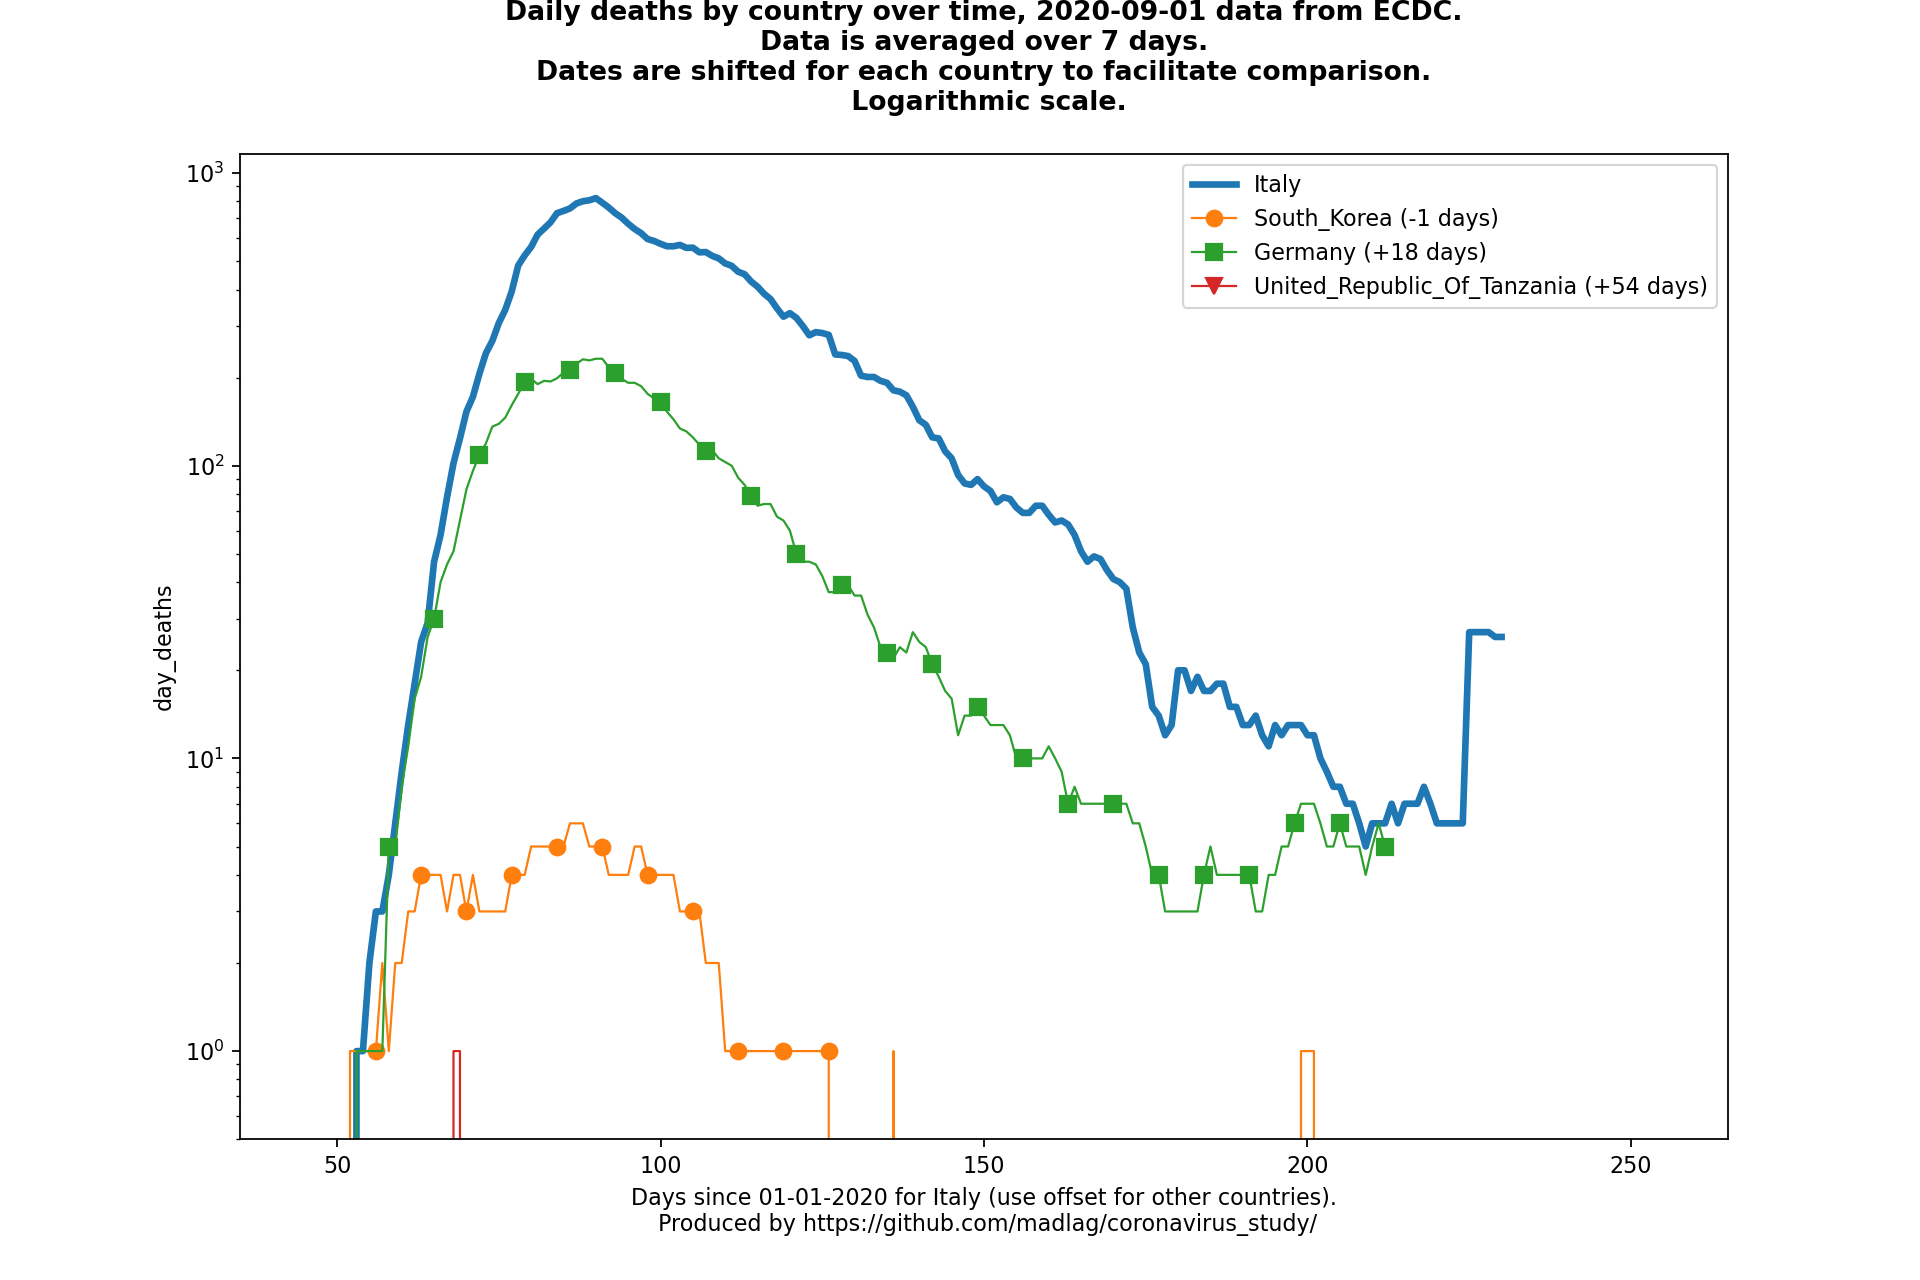 Daily deaths by country over time, 2020-09-01 data from ECDC.
Data is averaged over 7 days.
Dates are shifted for each country to facilitate comparison.
Logarithmic scale.
10³
10²
10¹
10⁰
day_deaths
Italy
South_Korea (-1 days)
Germany (+18 days)
United_Republic_Of_Tanzania (+54 days)
50 100 150 200 250
Days since 01-01-2020 for Italy (use offset for other countries).
Produced by https://github.com/madlag/coronavirus_study/